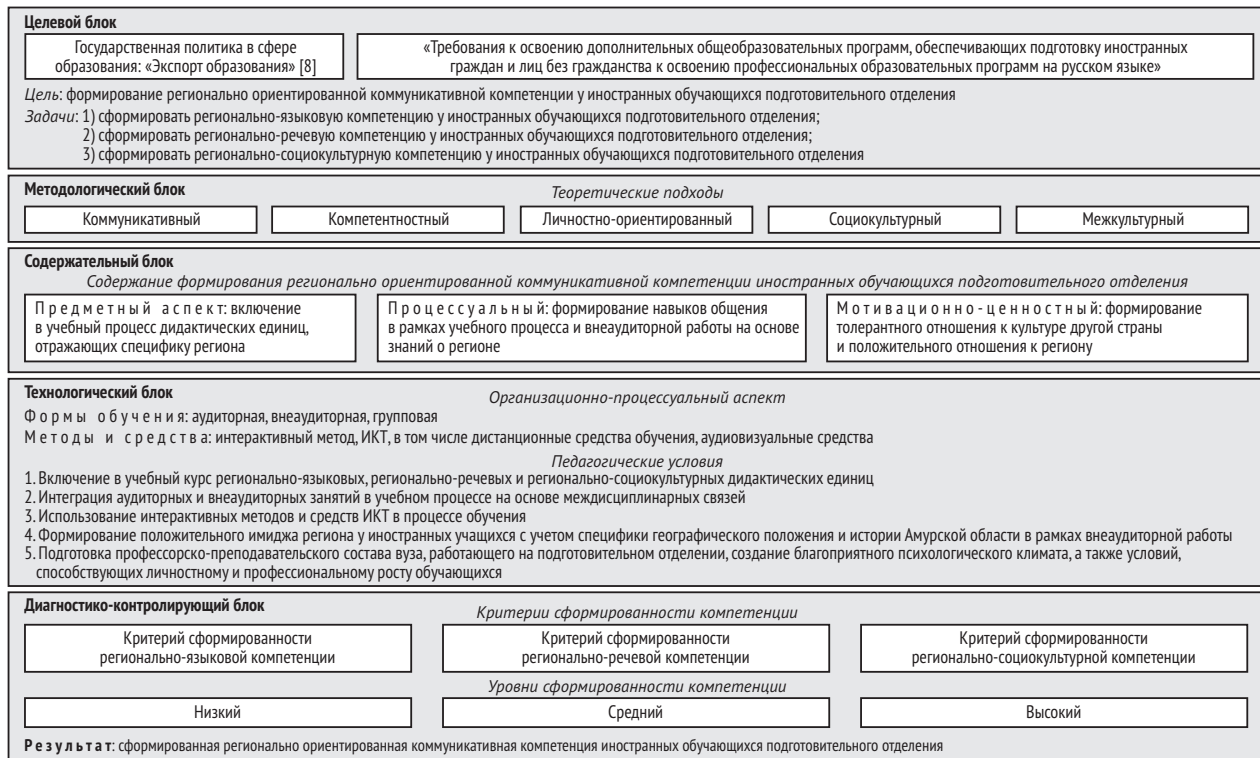 Целевой блок
Государственная политика в сфере
образования: «Экспорт образования» [8]
«Требования к освоению дополнительных общеобразовательных программ, обеспечивающих подготовку иностранных
граждан и лиц без гражданства к освоению профессиональных образовательных программ на русском языке»
Цель: формирование регионально ориентированной коммуникативной компетенции у иностранных обучающихся подготовительного отделения
Задачи: 1) сформировать регионально-языковую компетенцию у иностранных обучающихся подготовительного отделения;
2) сформировать регионально-речевую компетенцию у иностранных обучающихся подготовительного отделения;
3) сформировать регионально-социокультурную компетенцию у иностранных обучающихся подготовительного отделения
Методологический блок
Теоретические подходы
Коммуникативный
Компетентностный
Личностно-ориентированный
Социокультурный
Межкультурный
Содержательный блок
Содержание формирования регионально ориентированной коммуникативной компетенции иностранных обучающихся подготовительного отделения
Предметный аспект: включение
в учебный процесс дидактических единиц,
отражающих специфику региона
Процессуальный: формирование навыков общения
в рамках учебного процесса и внеаудиторной работы на основе
знаний о регионе
Мотивационно-ценностный: формирование
толерантного отношения к культуре другой страны
и положительного отношения к региону
Технологический блок
Организационно-процессуальный аспект
Формы обучения: аудиторная, внеаудиторная, групповая
Методы и средства: интерактивный метод, ИКТ, в том числе дистанционные средства обучения, аудиовизуальные средства
Педагогические условия
1. Включение в учебный курс регионально-языковых, регионально-речевых и регионально-социокультурных дидактических единиц
2. Интеграция аудиторных и внеаудиторных занятий в учебном процессе на основе междисциплинарных связей
3. Использование интерактивных методов и средств ИКТ в процессе обучения
4. Формирование положительного имиджа региона у иностранных учащихся с учетом специфики географического положения и истории Амурской области в рамках внеаудиторной работы
5. Подготовка профессорско-преподавательского состава вуза, работающего на подготовительном отделении, создание благоприятного психологического климата, а также условий,
способствующих личностному и профессиональному росту обучающихся
Диагностико-контролирующий блок
Критерии сформированности компетенции
Критерий сформированности
регионально-языковой компетенции
Критерий сформированности
регионально-речевой компетенции
Критерий сформированности
регионально-социокультурной компетенции
Уровни сформированности компетенции
Низкий
Средний
Высокий
Результат: сформированная регионально ориентированная коммуникативная компетенция иностранных обучающихся подготовительного отделения